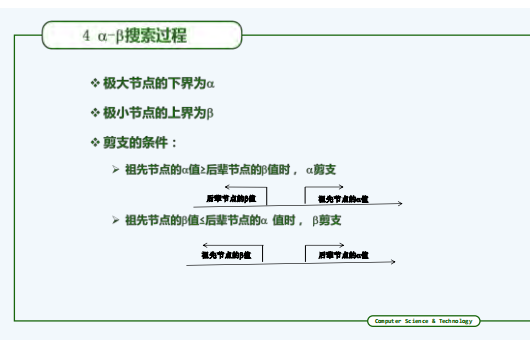 4 α-β搜索过程
❖极大节点的下界为α
❖极小节点的上界为β
❖剪支的条件：
➢ 祖先节点的α值≥后辈节点的β值时， α剪支
后辈节点的β值 祖先节点的α值
➢ 祖先节点的β值≤后辈节点的α 值时， β剪支
祖先节点的β值 后辈节点的α值
Computer Science & Technology